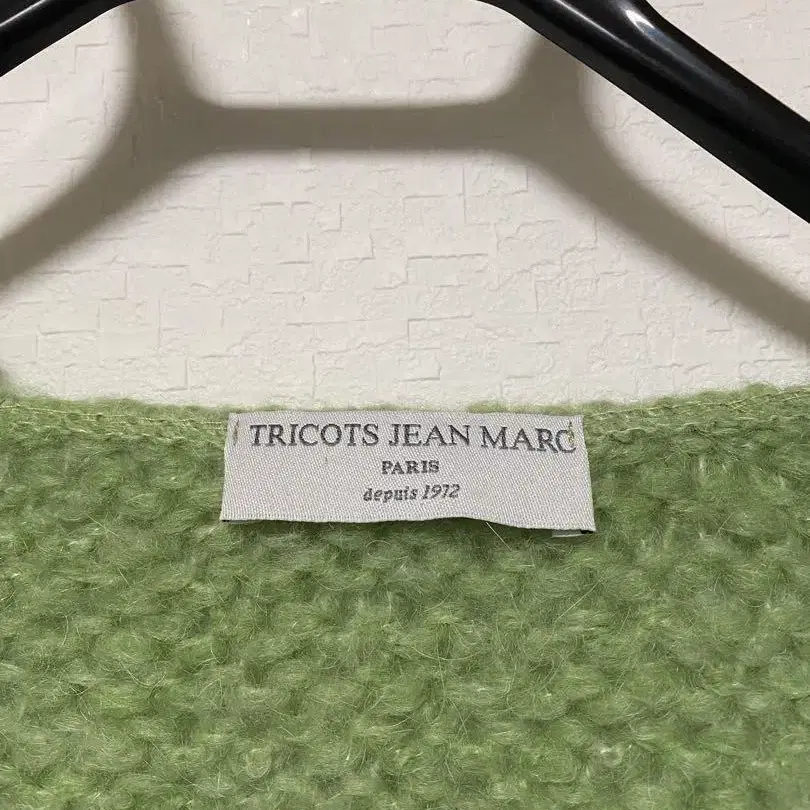 TRICOTS JEAN MARC
PARIS
depuis 1972